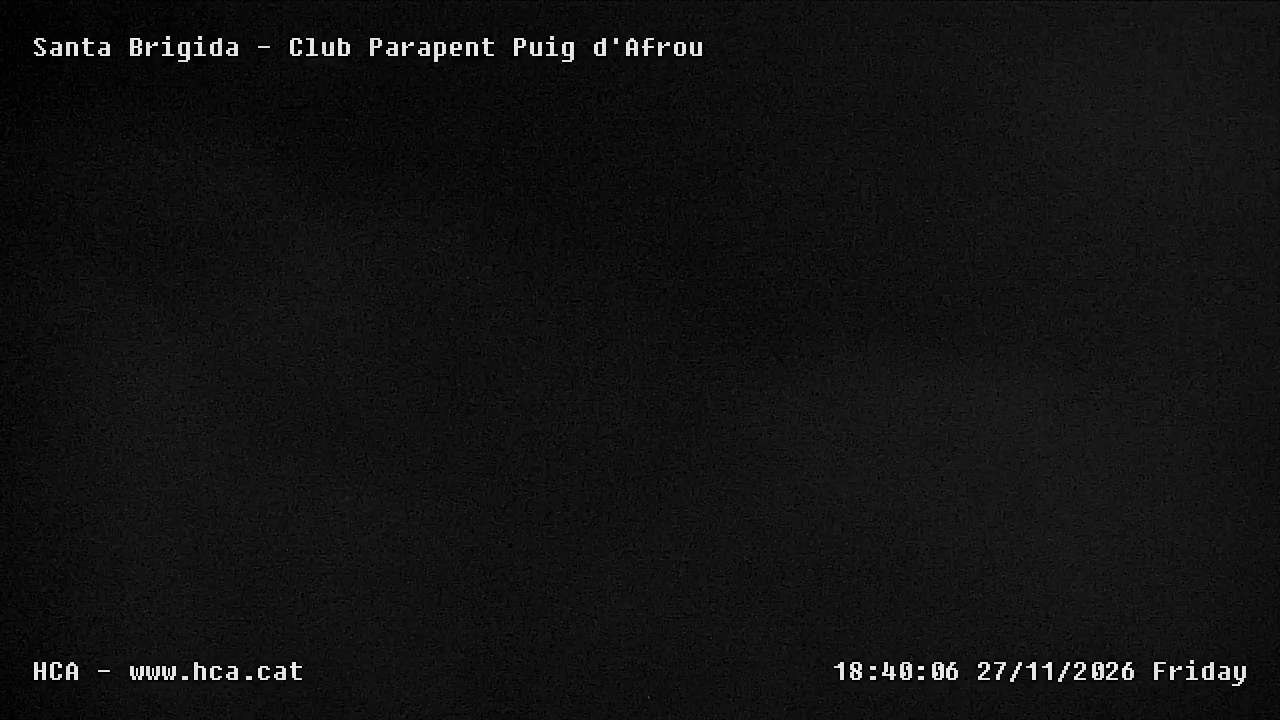 Santa Brigida - Club Parapent Puig d'Afrou
HCA - www.hca.cat
18:40:06 27/11/2026 Friday